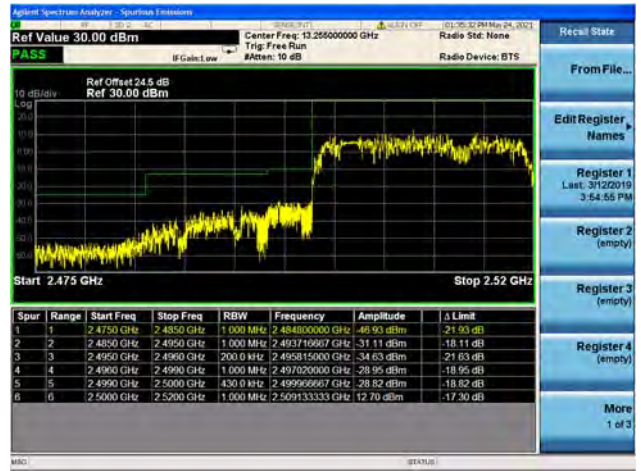 Agilent Spectrum Analyzer - Spurious Emissions
01:35:32 PM May 24, 2021
Ref Value 30.00 dBm
Center Freq: 13.255000000 GHz
Radio Std: None
Trig: Free Run
PASS
IFGain:Low
#Atten: 10 dB
Radio Device: BTS
Ref Offset 24.5 dB
10 dB/div
Ref 30.00 dBm
Log
20.0
10.0
0.00
Start 2.475 GHz
Stop 2.52 GHz
Spur Range Start Freq Stop Freq RBW Frequency Amplitude Δ Limit
1 1 2.4750 GHz 2.4850 GHz 1.000 MHz 2.484800000 GHz -46.93 dBm -21.93 dB
2 2 2.4850 GHz 2.4950 GHz 1.000 MHz 2.493716667 GHz -31.11 dBm -18.11 dB
3 3 2.4950 GHz 2.4960 GHz 200.0 kHz 2.495815000 GHz -34.63 dBm -21.63 dB
4 4 2.4960 GHz 2.4990 GHz 1.000 MHz 2.497020000 GHz -28.95 dBm -18.95 dB
5 5 2.4990 GHz 2.5000 GHz 430.0 kHz 2.499966667 GHz -28.82 dBm -18.82 dB
6 6 2.5000 GHz 2.5200 GHz 1.000 MHz 2.509133333 GHz 12.70 dBm -17.30 dB
MSG
STATUS
Recall State
From File...
Edit Register
Names
Register 1
Last: 3/12/2019
3:54:55 PM
Register 2
(empty)
Register 3
(empty)
Register 4
(empty)
More
1 of 3